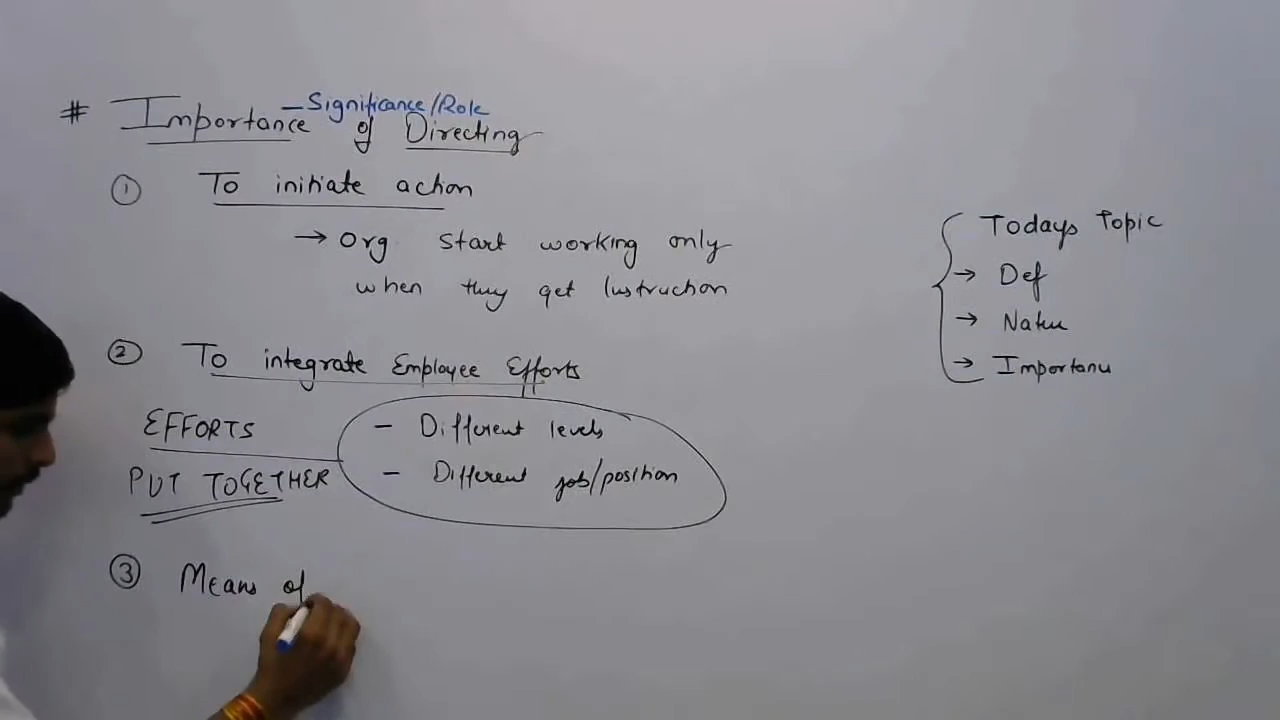 # Importance of Directing
– Significance/Role
① To initiate action
→ Org start working only
when they get Instruction
② To integrate Employee Efforts
EFFORTS
PUT TOGETHER
– Different levels
– Different job/position
③ Means of
Todays Topic
→ Def
→ Natu
→ Importanu